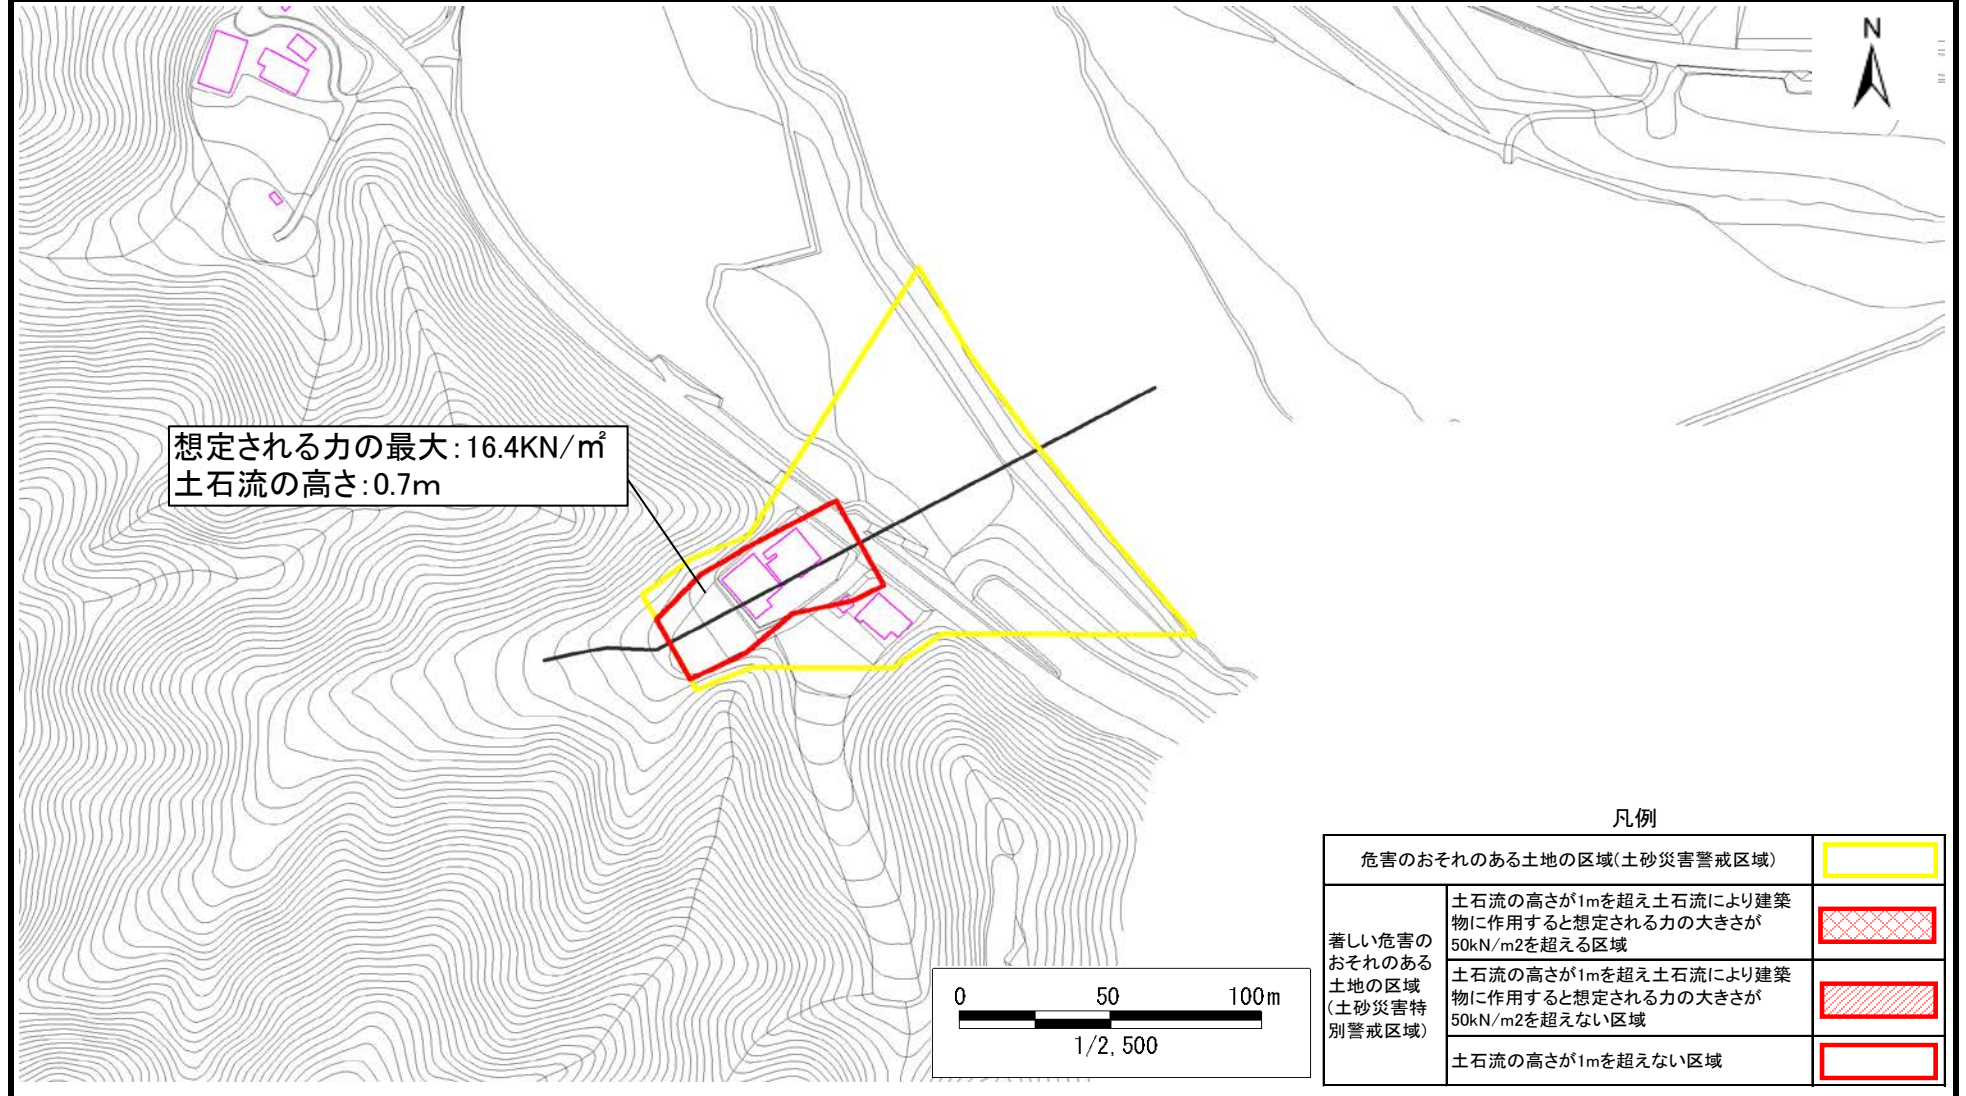 N
想定される力の最大:16.4KN/㎡
土石流の高さ:0.7m
凡例
危害のおそれのある土地の区域(土砂災害警戒区域)
著しい危害の
おそれのある
土地の区域
(土砂災害特
別警戒区域)
土石流の高さが1mを超え土石流により建築
物に作用すると想定される力の大きさが
50kN/m2を超える区域
土石流の高さが1mを超え土石流により建築
物に作用すると想定される力の大きさが
50kN/m2を超えない区域
土石流の高さが1mを超えない区域
0 50 100m
1/2,500